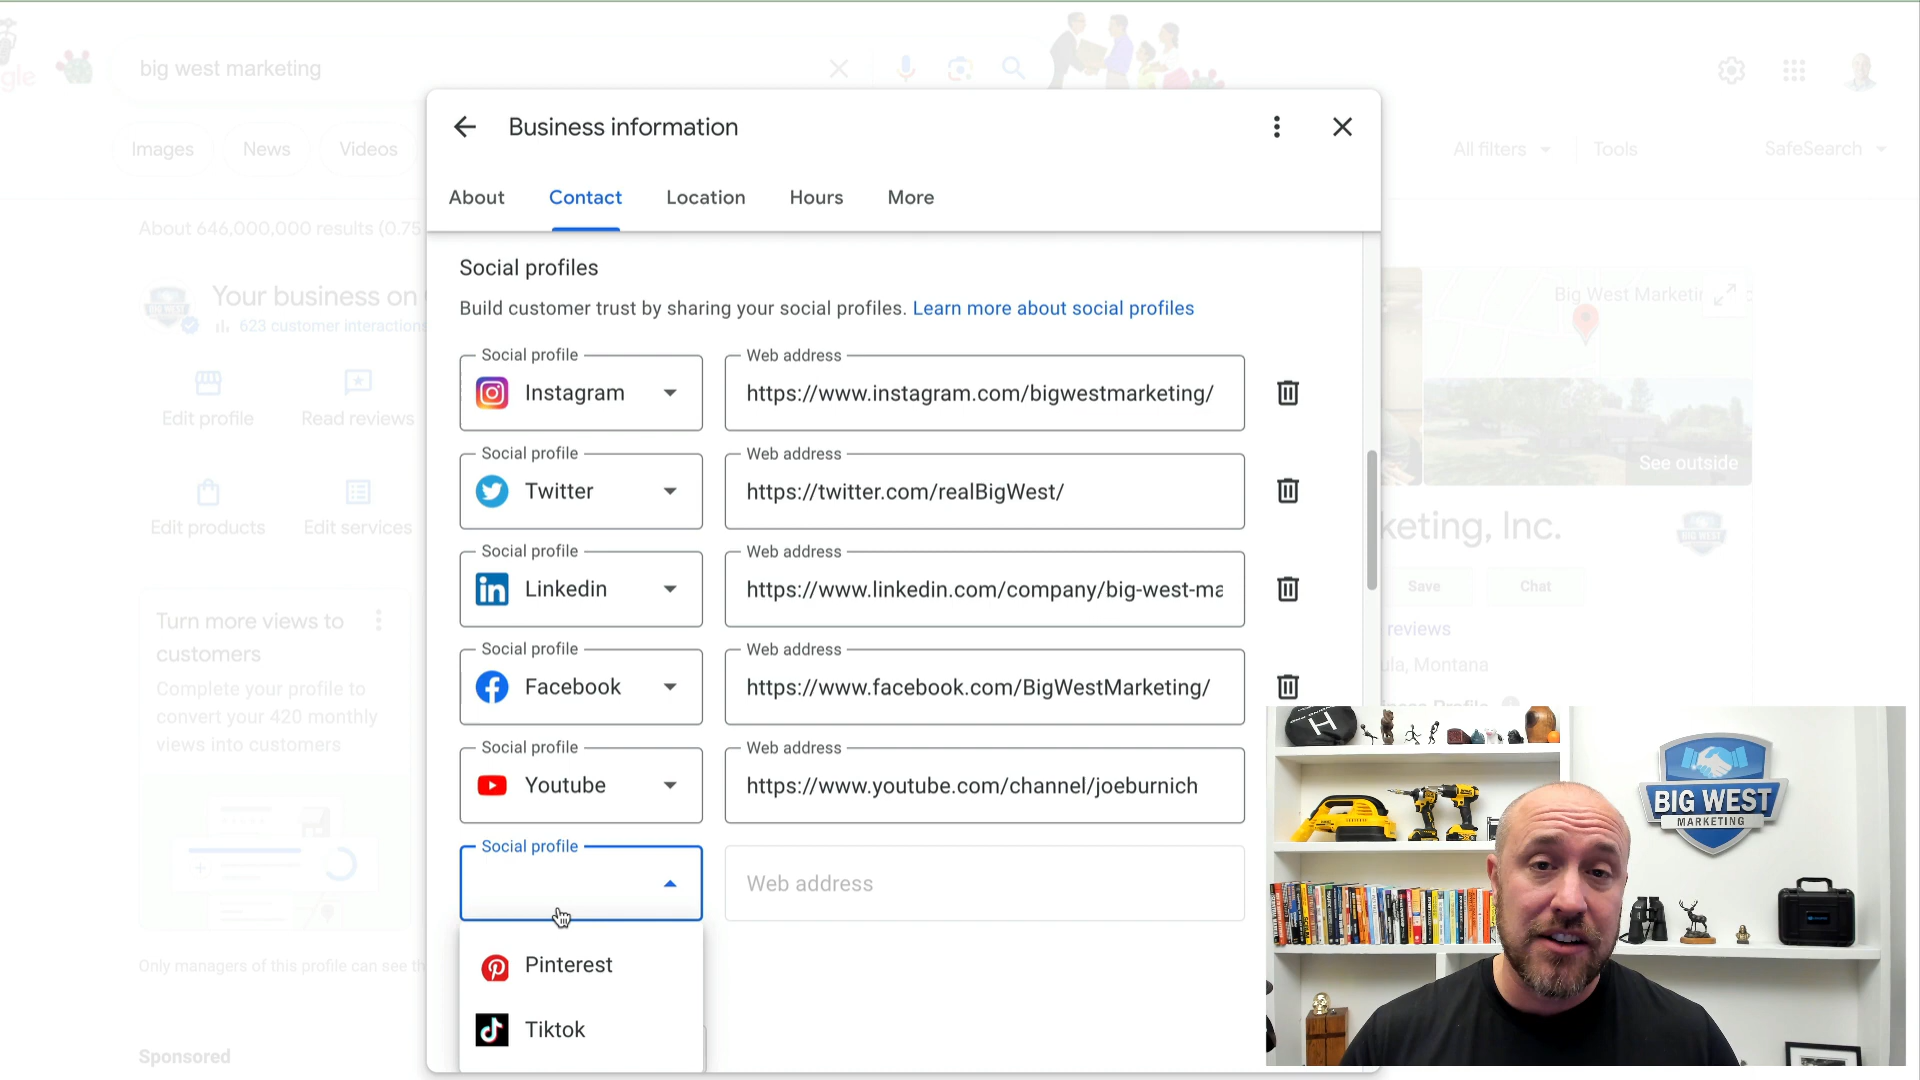 gle
big west marketing
Images
News
Videos
All filters
Tools
SafeSearch
About 646,000,000 results (0.75
Your business on
623 customer interactions
Edit profile
Read reviews
Edit products
Edit services
Turn more views to
customers
Complete your profile to
convert your 420 monthly
views into customers
Only managers of this profile can see th
Sponsored
Business information
About
Contact
Location
Hours
More
Social profiles
Build customer trust by sharing your social profiles. Learn more about social profiles
Social profile
Instagram
Web address
https://www.instagram.com/bigwestmarketing/
Social profile
Twitter
Web address
https://twitter.com/realBigWest/
Social profile
Linkedin
Web address
https://www.linkedin.com/company/big-west-ma
Social profile
Facebook
Web address
https://www.facebook.com/BigWestMarketing/
Social profile
Youtube
Web address
https://www.youtube.com/channel/joeburnich
Social profile
Web address
Pinterest
Tiktok
Big West Marketi
See outside
keting, Inc.
BIG WEST
Save
Chat
reviews
ula, Montana
BIG WEST
MARKETING